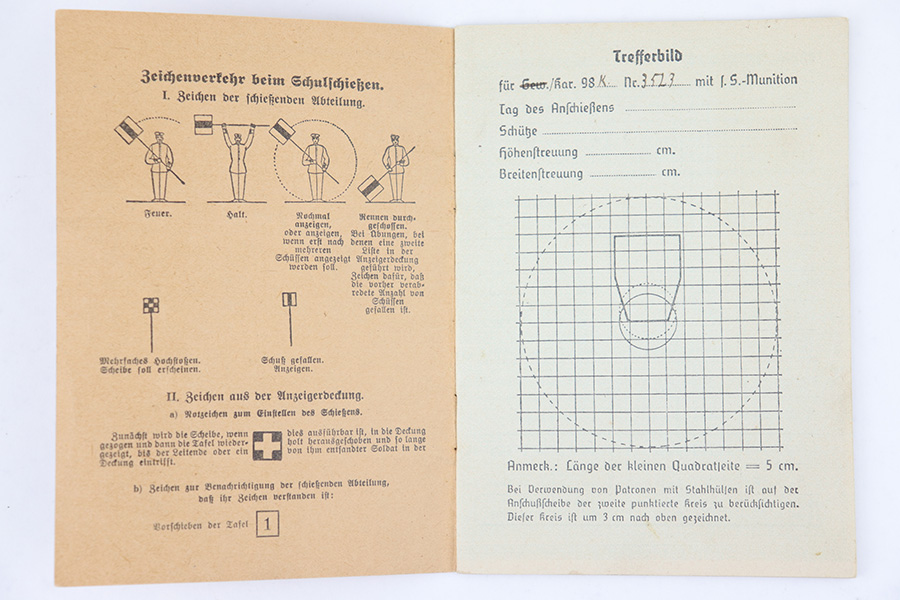 Zeichenverkehr beim Schulschießen.
I. Zeichen der schießenden Abteilung.
Feuer.
Halt.
Nochmal
anzeigen,
oder anzeigen,
wenn erst nach
mehreren
Schüssen angezeigt
werden soll.
Rennen durch-
geschossen.
Bei Übungen, bei
denen eine zweite
Liste in der
Anzeigerdeckung
geführt wird,
Zeichen dafür, daß
die vorher verab-
redete Anzahl von
Schüssen
gefallen ist.
Mehrfaches Hochstoßen.
Scheibe soll erscheinen.
Schuß gefallen.
Anzeigen.
II. Zeichen aus der Anzeigerdeckung.
a) Notzeichen zum Einstellen des Schießens.
Zunächst wird die Scheibe, wenn dies ausführbar ist, in die Deckung
gezogen und dann die Tafel wieder- holt herausgeschoben und so lange
gezeigt, bis der Leitende oder ein von ihm entsandter Soldat in der
Deckung eintrifft.
b) Zeichen zur Benachrichtigung der schießenden Abteilung,
daß ihr Zeichen verstanden ist:
Vorschieben der Tafel 1
Trefferbild
für Gew./Kar. 98 K Nr. 3523 mit s. S.-Munition
Tag des Anschießens
Schütze
Höhenstreuung cm.
Breitenstreuung cm.
Anmerk.: Länge der kleinen Quadratseite = 5 cm.
Bei Verwendung von Patronen mit Stahlhülsen ist auf der
Anschußscheibe der zweite punktierte Kreis zu berücksichtigen.
Dieser Kreis ist um 3 cm nach oben gezeichnet.